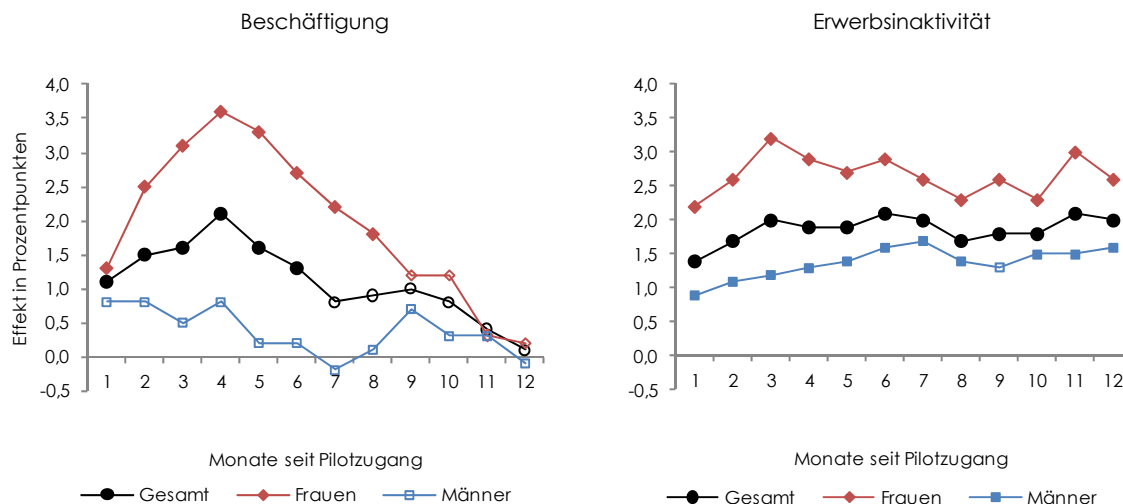 Beschäftigung
Effekt in Prozentpunkten
4,0
3,5
3,0
2,5
2,0
1,5
1,0
0,5
0,0
-0,5
1 2 3 4 5 6 7 8 9 10 11 12
Monate seit Pilotzugang
Gesamt Frauen Männer
Erwerbsinaktivität
4,0
3,5
3,0
2,5
2,0
1,5
1,0
0,5
0,0
-0,5
1 2 3 4 5 6 7 8 9 10 11 12
Monate seit Pilotzugang
Gesamt Frauen Männer